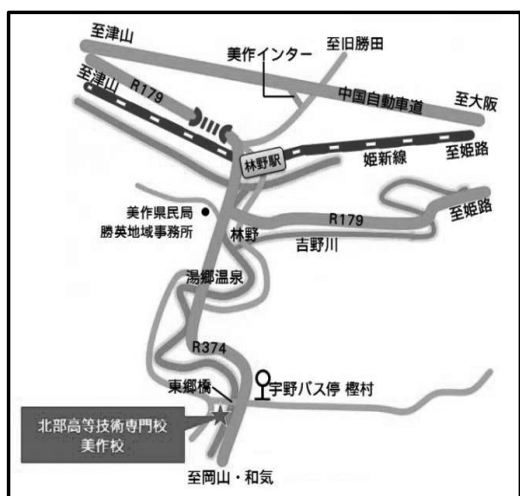 至津山
美作インター
至旧勝田
至津山
R179
中国自動車道
至大阪
林野駅
姫新線
至姫路
美作県民局
勝英地域事務所
林野
R179
至姫路
吉野川
湯郷温泉
R374
東郷橋
宇野バス停 樫村
北部高等技術専門校
美作校
至岡山・和気